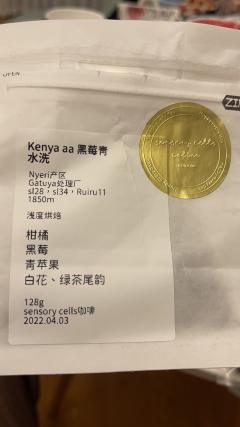 OPEN
Kenya aa 黑莓青
水洗
Nyeri产区
Gatuya处理厂
sl28，sl34，Ruiru11
1850m
浅度烘焙
柑橘
黑莓
青苹果
白花、绿茶尾韵
128g
sensory cells咖啡
2022.04.03